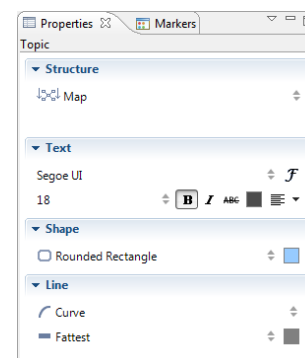 Properties Markers
Topic
Structure
Map
Text
Segoe UI F
18 B I ABC
Shape
Rounded Rectangle
Line
Curve
Fattest